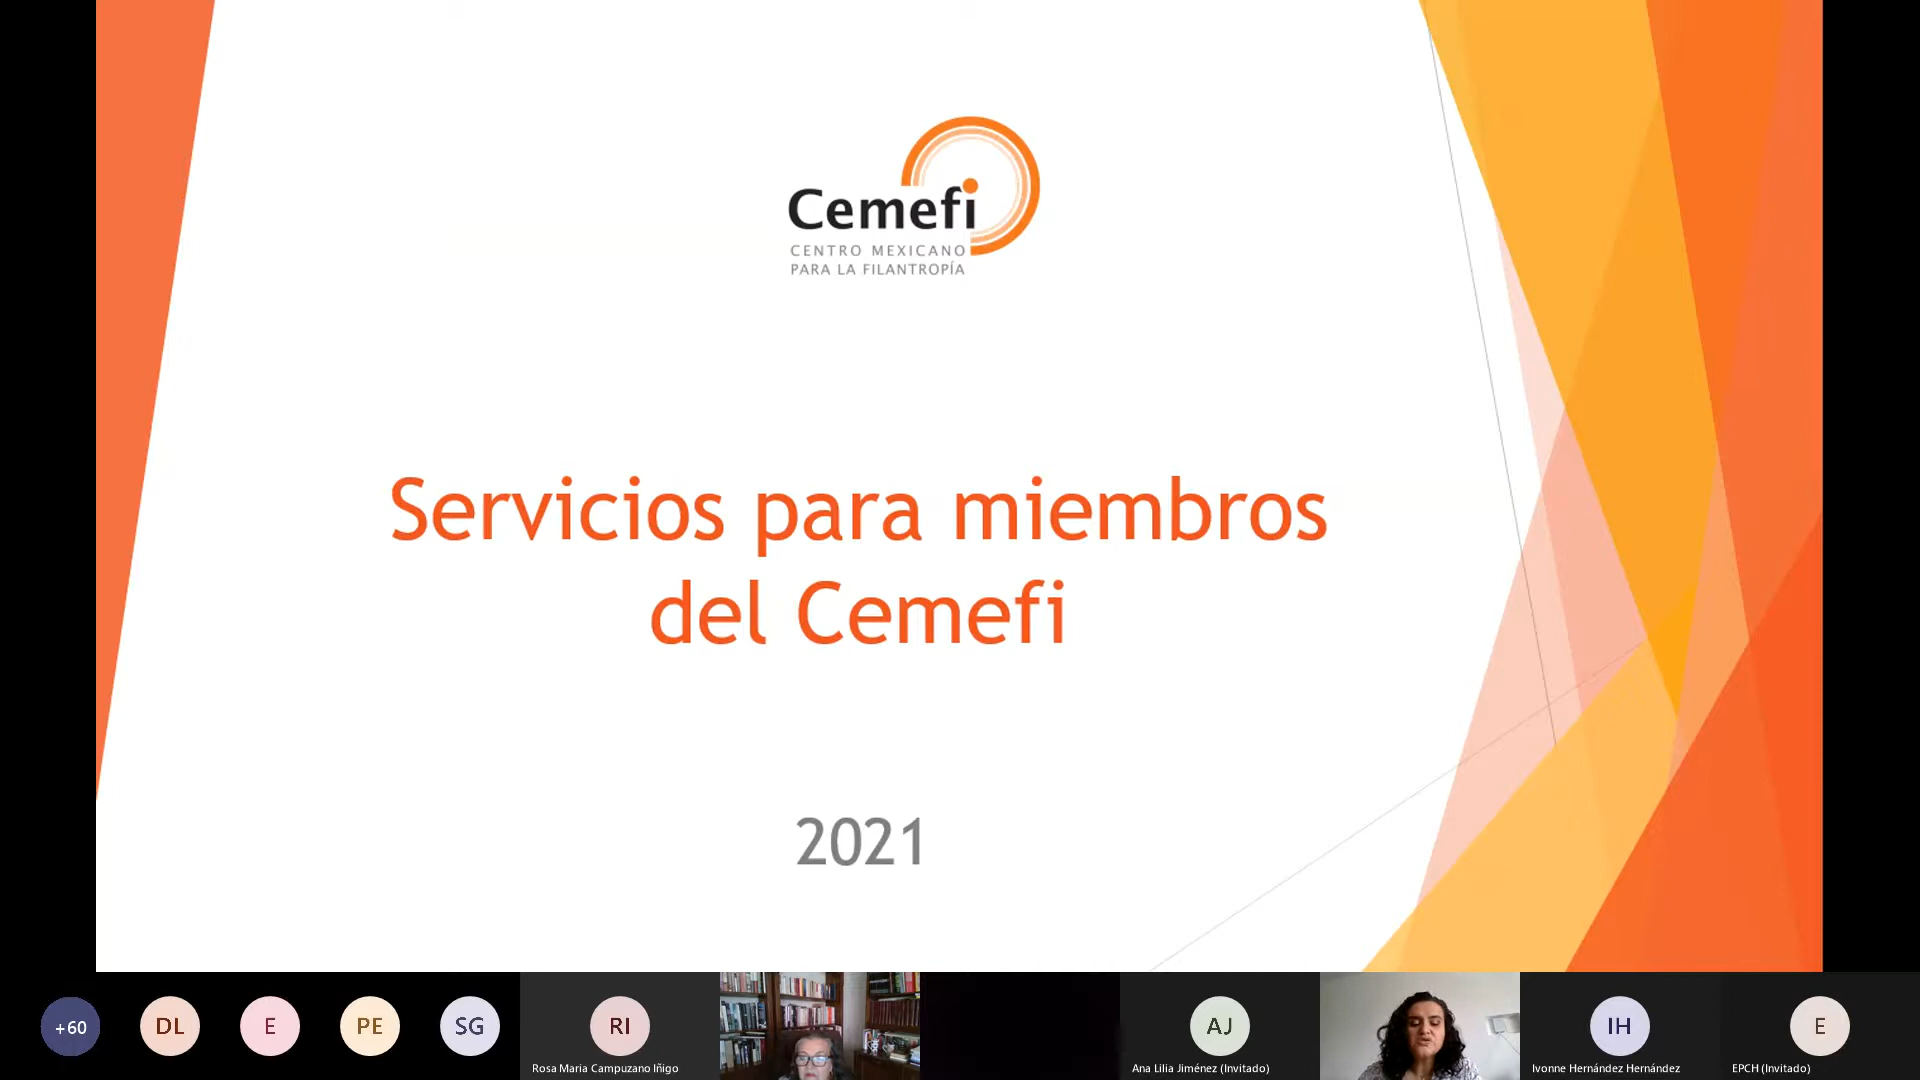 Cemefi
CENTRO MEXICANO
PARA LA FILANTROPÍA
Servicios para miembros
del Cemefi
2021
+60
DL
E
PE
SG
RI
Rosa Maria Campuzano Iñigo
AJ
Ana Lilia Jiménez (Invitado)
IH
Ivonne Hernández Hernández
E
EPCH (Invitado)